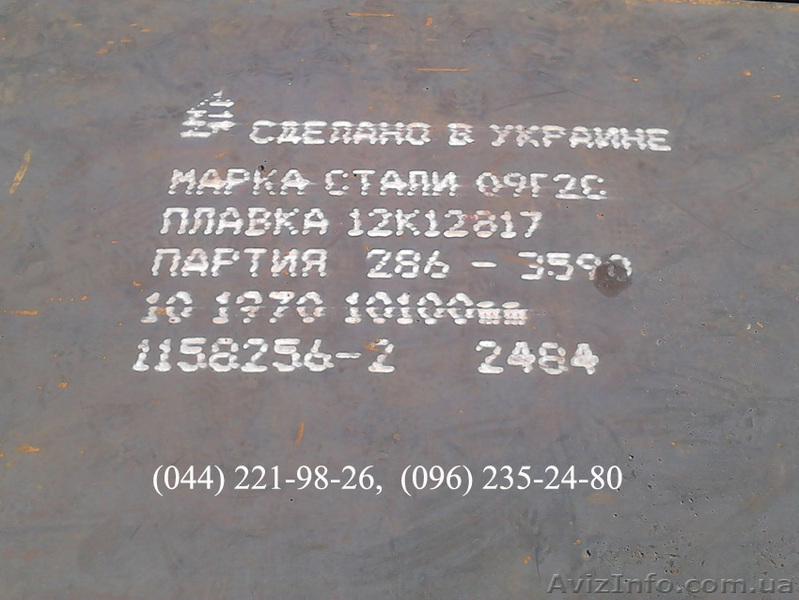 СДЕЛАНО В УКРАИНЕ
МАРКА СТАЛИ 09Г2С
ПЛАВКА 12К12817
ПАРТИЯ 286 - 3590
10 1970 10100mm
1158256-2 2484
(044) 221-98-26, (096) 235-24-80
AvizInfo.com.ua